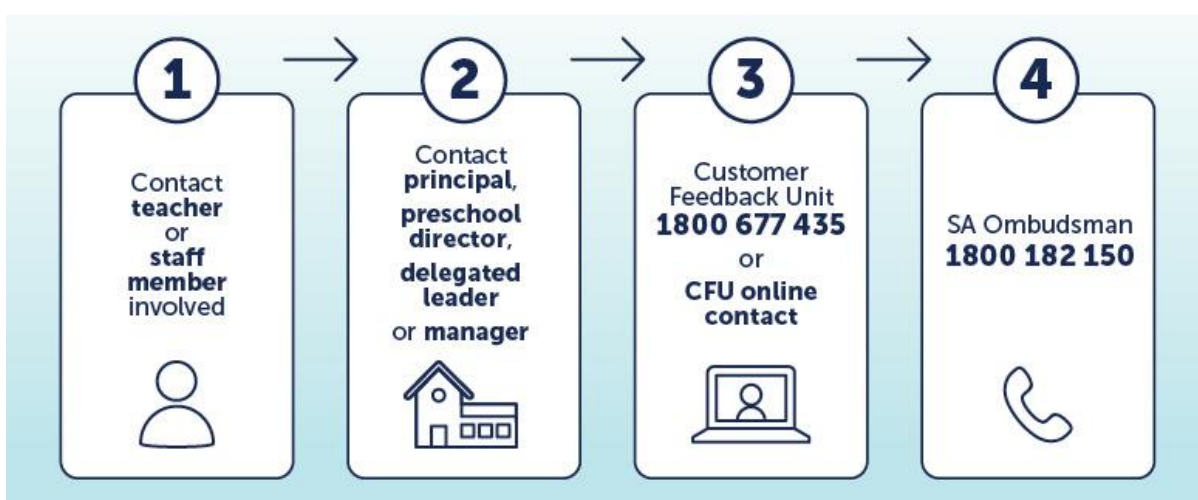 1
Contact
teacher
or
staff
member
involved
2
Contact
principal,
preschool
director,
delegated
leader
or manager
3
Customer
Feedback Unit
1800 677 435
or
CFU online
contact
4
SA Ombudsman
1800 182 150